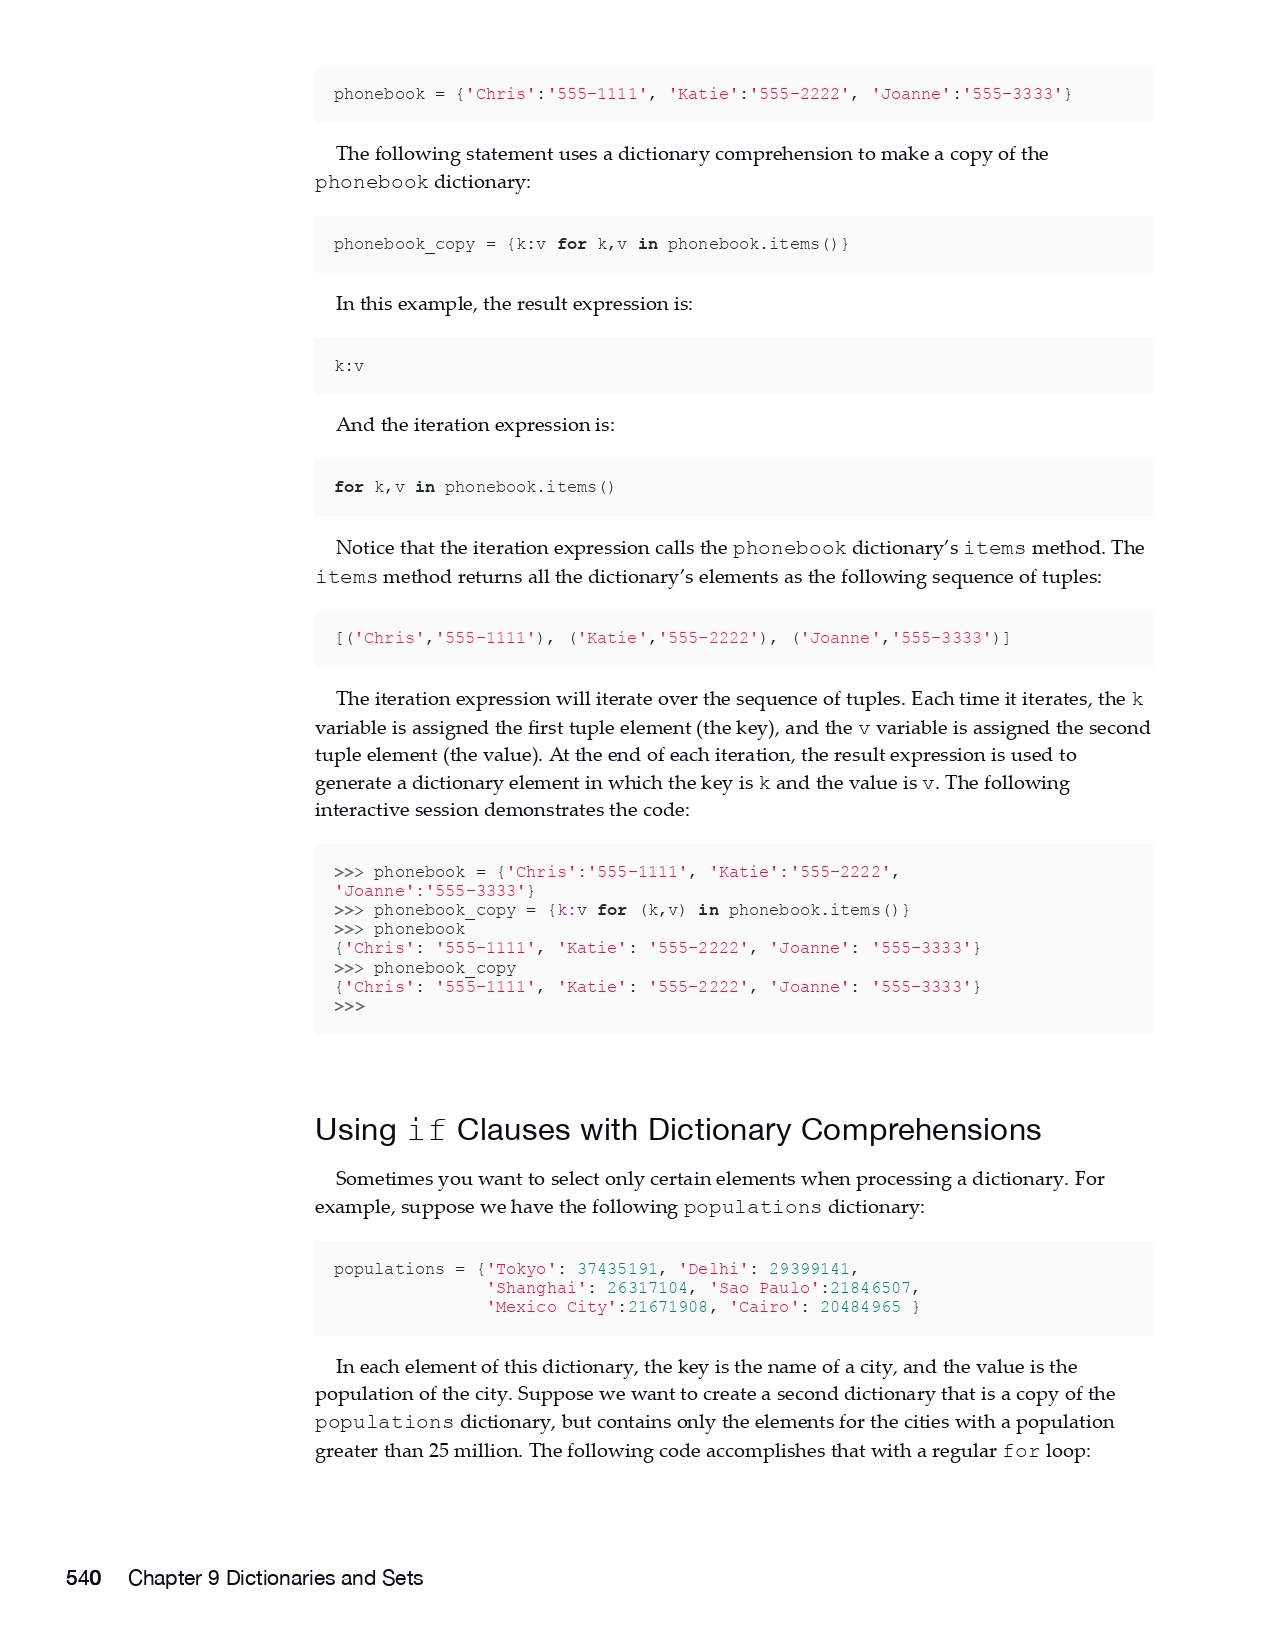 phonebook = {'Chris':'555−1111', 'Katie':'555−2222', 'Joanne':'555−3333'}
The following statement uses a dictionary comprehension to make a copy of the
phonebook dictionary:
phonebook_copy = {k:v for k,v in phonebook.items()}
In this example, the result expression is:
k:v
And the iteration expression is:
for k,v in phonebook.items()
Notice that the iteration expression calls the phonebook dictionary’s items method. The
items method returns all the dictionary’s elements as the following sequence of tuples:
[('Chris','555−1111'), ('Katie','555−2222'), ('Joanne','555−3333')]
The iteration expression will iterate over the sequence of tuples. Each time it iterates, the k
variable is assigned the first tuple element (the key), and the v variable is assigned the second
tuple element (the value). At the end of each iteration, the result expression is used to
generate a dictionary element in which the key is k and the value is v. The following
interactive session demonstrates the code:
>>> phonebook = {'Chris':'555−1111', 'Katie':'555−2222',
'Joanne':'555−3333'}
>>> phonebook_copy = {k:v for (k,v) in phonebook.items()}
>>> phonebook
{'Chris': '555−1111', 'Katie': '555−2222', 'Joanne': '555−3333'}
>>> phonebook_copy
{'Chris': '555−1111', 'Katie': '555−2222', 'Joanne': '555−3333'}
>>>
Using if Clauses with Dictionary Comprehensions
Sometimes you want to select only certain elements when processing a dictionary. For
example, suppose we have the following populations dictionary:
populations = {'Tokyo': 37435191, 'Delhi': 29399141,
'Shanghai': 26317104, 'Sao Paulo':21846507,
'Mexico City':21671908, 'Cairo': 20484965 }
In each element of this dictionary, the key is the name of a city, and the value is the
population of the city. Suppose we want to create a second dictionary that is a copy of the
populations dictionary, but contains only the elements for the cities with a population
greater than 25 million. The following code accomplishes that with a regular for loop:
540 Chapter 9 Dictionaries and Sets